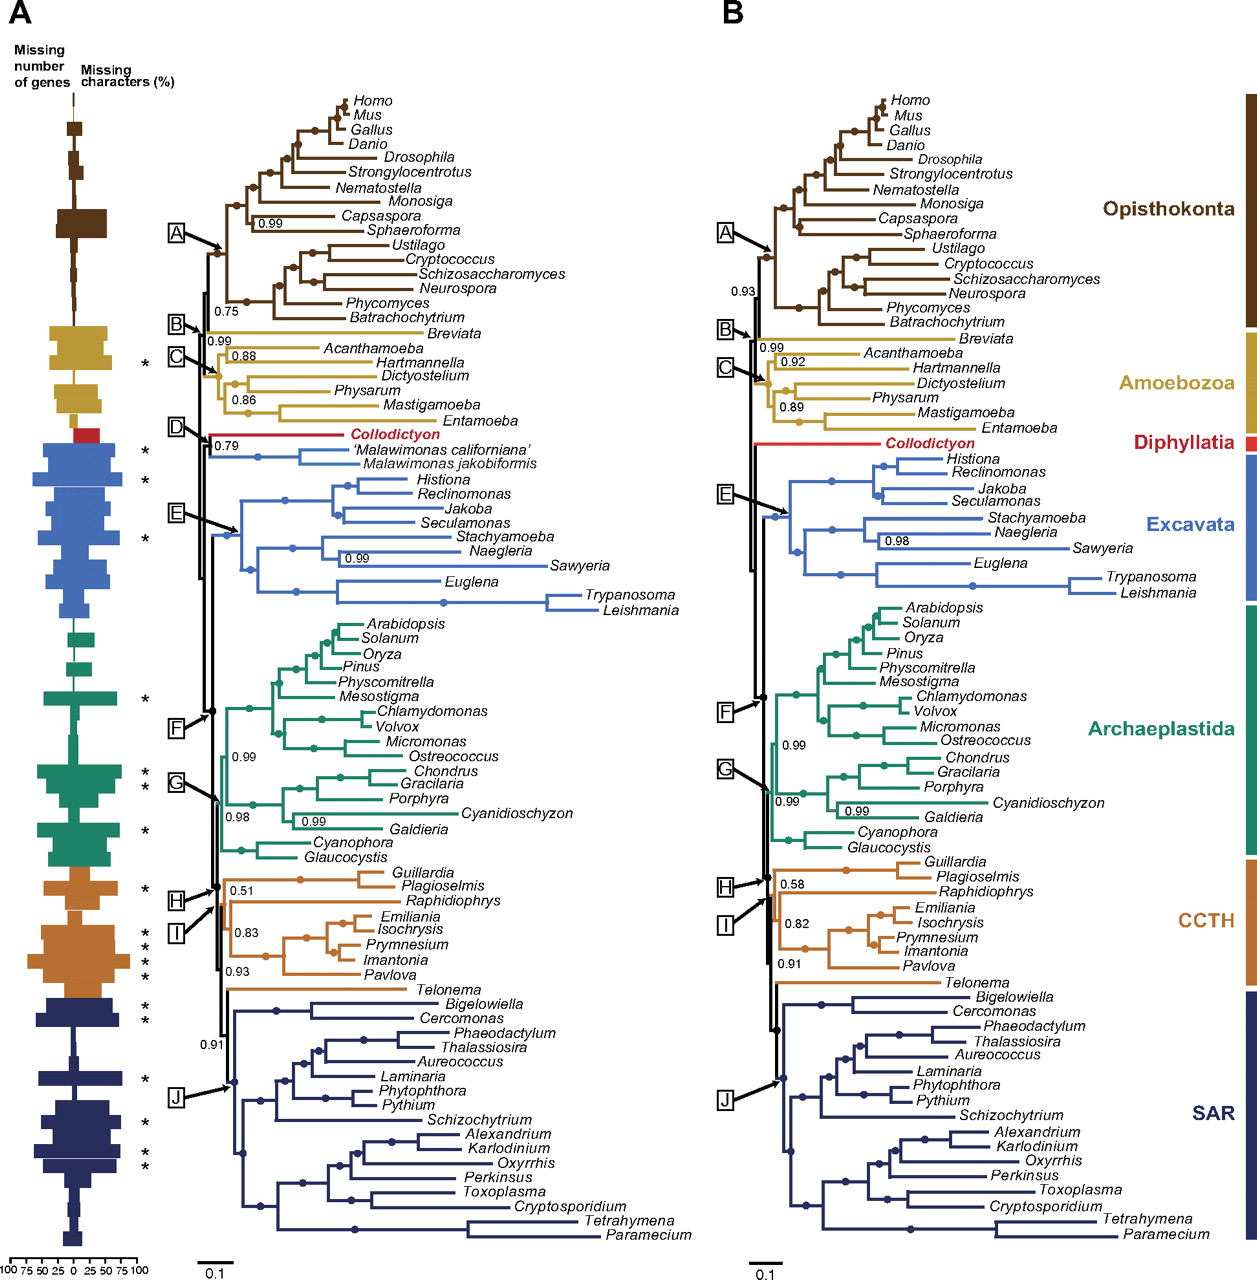 A
Missing
number
of genes
Missing
characters (%)
Homo
Mus
Gallus
Danio
Drosophila
Strongylocentrotus
Nematostella
Monosiga
Capsaspora
0.99
Sphaeroforma
A
Ustilago
Cryptococcus
Schizosaccharomyces
Neurospora
Phycomyces
0.75
Batrachochytrium
B
Breviata
0.99
Acanthamoeba
C
0.88
Hartmannella
*
Dictyostelium
Physarum
0.86
Mastigamoeba
Entamoeba
D
Collodictyon
0.79
'Malawimonas californiana'
*
Malawimonas jakobiformis
Histiona
*
Reclinomonas
Jakoba
E
Seculamonas
Stachyamoeba
*
Naegleria
0.99
Sawyeria
Euglena
Trypanosoma
Leishmania
Arabidopsis
Solanum
Oryza
Pinus
Physcomitrella
Mesostigma
*
Chlamydomonas
F
Volvox
Micromonas
0.99
Ostreococcus
Chondrus
*
G
Gracilaria
*
Porphyra
0.98
Cyanidioschyzon
0.99
Galdieria
*
Cyanophora
Glaucocystis
Guillardia
0.51
Plagioselmis
*
H
Raphidiophrys
Emiliania
I
Isochrysis
*
0.83
Prymnesium
*
Imantonia
*
0.93
Pavlova
*
Telonema
Bigelowiella
*
Cercomonas
*
Phaeodactylum
0.91
Thalassiosira
Aureococcus
Laminaria
*
J
Phytophthora
Pythium
Schizochytrium
*
Alexandrium
Karlodinium
*
Oxyrrhis
*
Perkinsus
Toxoplasma
Cryptosporidium
Tetrahymena
Paramecium
100 75 50 25 0 25 50 75 100
0.1
B
Homo
Mus
Gallus
Danio
Drosophila
Strongylocentrotus
Nematostella
Monosiga
Opisthokonta
Capsaspora
A
Sphaeroforma
Ustilago
Cryptococcus
Schizosaccharomyces
0.93
Neurospora
Phycomyces
Batrachochytrium
B
Breviata
0.99
Acanthamoeba
C
0.92
Hartmannella
Dictyostelium
Amoebozoa
Physarum
0.89
Mastigamoeba
Entamoeba
Collodictyon
Diphyllatia
Histiona
Reclinomonas
Jakoba
E
Seculamonas
Stachyamoeba
Excavata
Naegleria
0.98
Sawyeria
Euglena
Trypanosoma
Leishmania
Arabidopsis
Solanum
Oryza
Pinus
Physcomitrella
Mesostigma
Chlamydomonas
F
Volvox
Micromonas
Archaeplastida
Ostreococcus
0.99
Chondrus
G
Gracilaria
Porphyra
0.99
Cyanidioschyzon
0.99
Galdieria
Cyanophora
Glaucocystis
Guillardia
Plagioselmis
H
0.58
Raphidiophrys
Emiliania
I
0.82
Isochrysis
CCTH
Prymnesium
Imantonia
0.91
Pavlova
Telonema
Bigelowiella
Cercomonas
Phaeodactylum
Thalassiosira
Aureococcus
Laminaria
Phytophthora
J
Pythium
Schizochytrium
SAR
Alexandrium
Karlodinium
Oxyrrhis
Perkinsus
Toxoplasma
Cryptosporidium
Tetrahymena
Paramecium
0.1